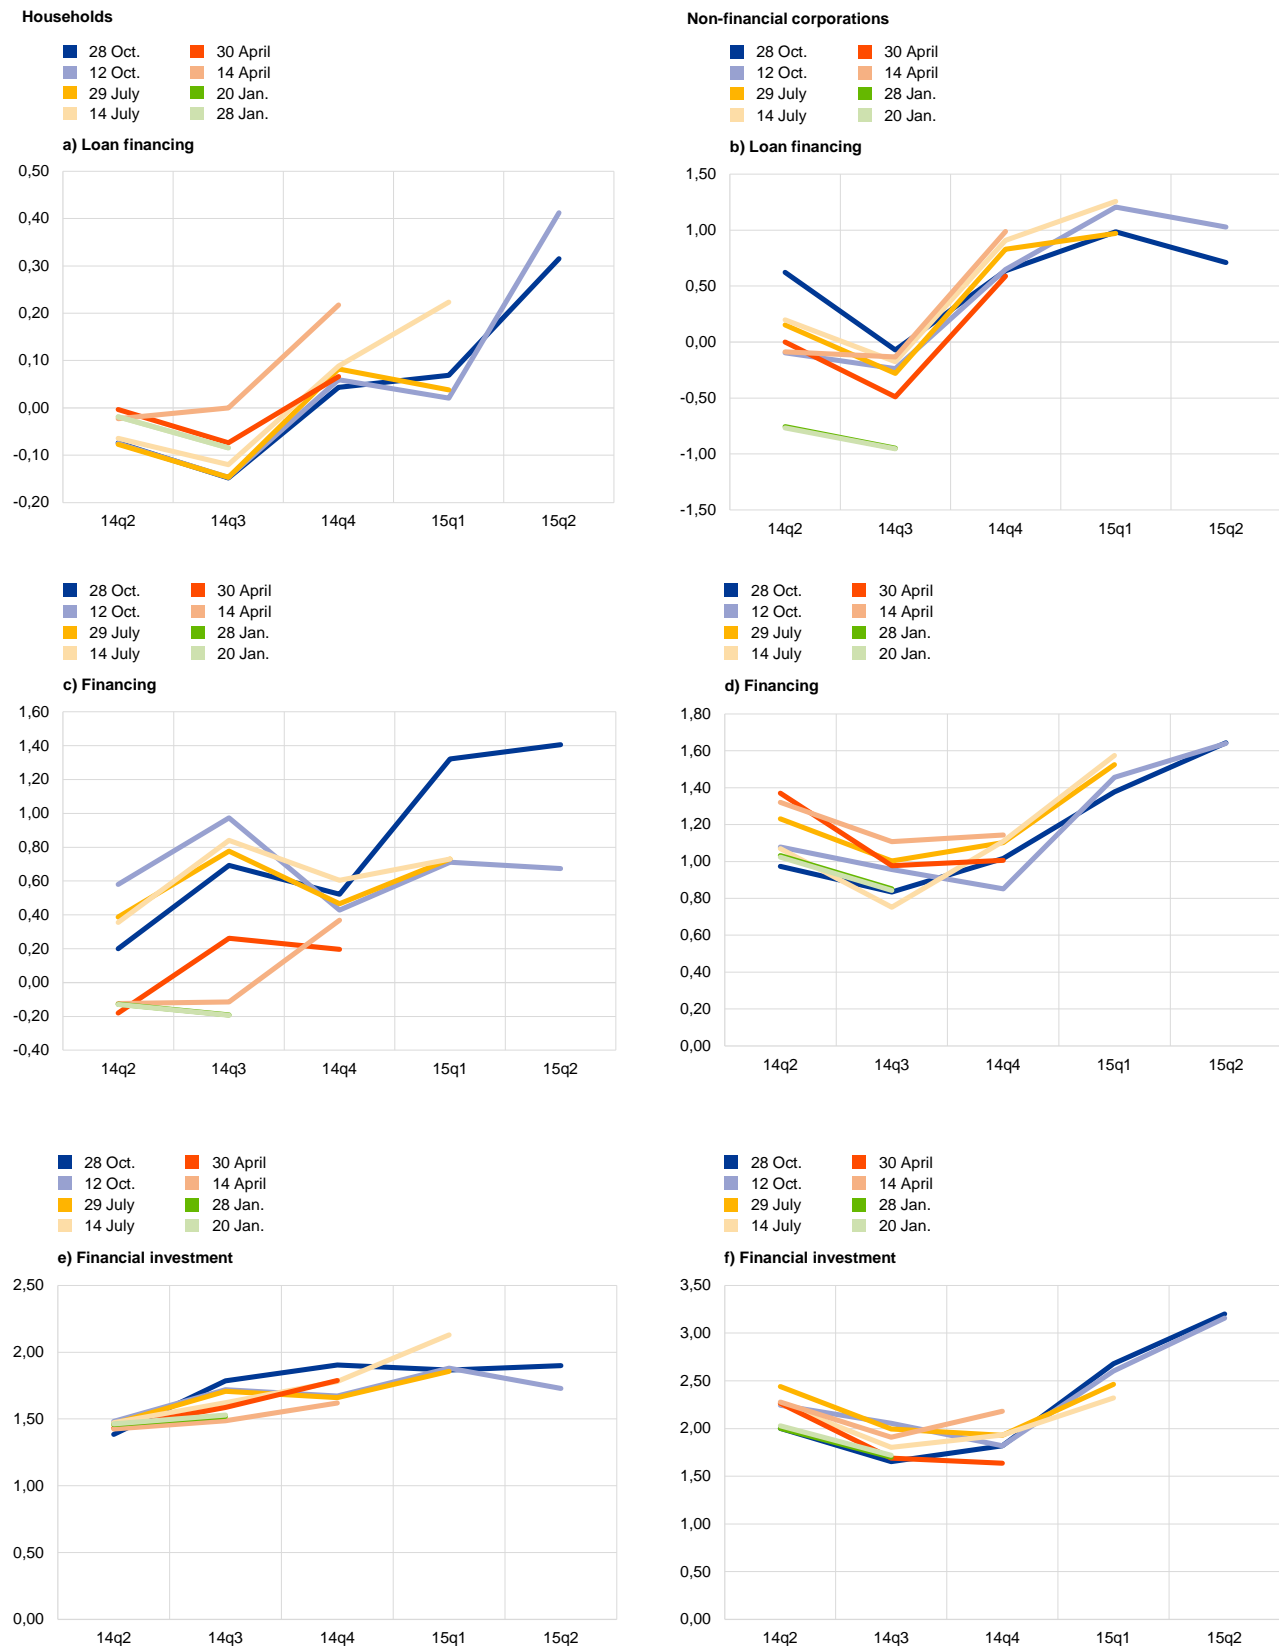 Households
28 Oct.
30 April
12 Oct.
14 April
29 July
20 Jan.
14 July
28 Jan.
a) Loan financing
0,50
0,40
0,30
0,20
0,10
0,00
-0,10
-0,20
14q2
14q3
14q4
15q1
15q2
Non-financial corporations
28 Oct.
30 April
12 Oct.
14 April
29 July
28 Jan.
14 July
20 Jan.
b) Loan financing
1,50
1,00
0,50
0,00
-0,50
-1,00
-1,50
14q2
14q3
14q4
15q1
15q2
28 Oct.
30 April
12 Oct.
14 April
29 July
28 Jan.
14 July
20 Jan.
c) Financing
1,60
1,40
1,20
1,00
0,80
0,60
0,40
0,20
0,00
-0,20
-0,40
14q2
14q3
14q4
15q1
15q2
28 Oct.
30 April
12 Oct.
14 April
29 July
28 Jan.
14 July
20 Jan.
d) Financing
1,80
1,60
1,40
1,20
1,00
0,80
0,60
0,40
0,20
0,00
14q2
14q3
14q4
15q1
15q2
28 Oct.
30 April
12 Oct.
14 April
29 July
28 Jan.
14 July
20 Jan.
e) Financial investment
2,50
2,00
1,50
1,00
0,50
0,00
14q2
14q3
14q4
15q1
15q2
28 Oct.
30 April
12 Oct.
14 April
29 July
28 Jan.
14 July
20 Jan.
f) Financial investment
3,50
3,00
2,50
2,00
1,50
1,00
0,50
0,00
14q2
14q3
14q4
15q1
15q2